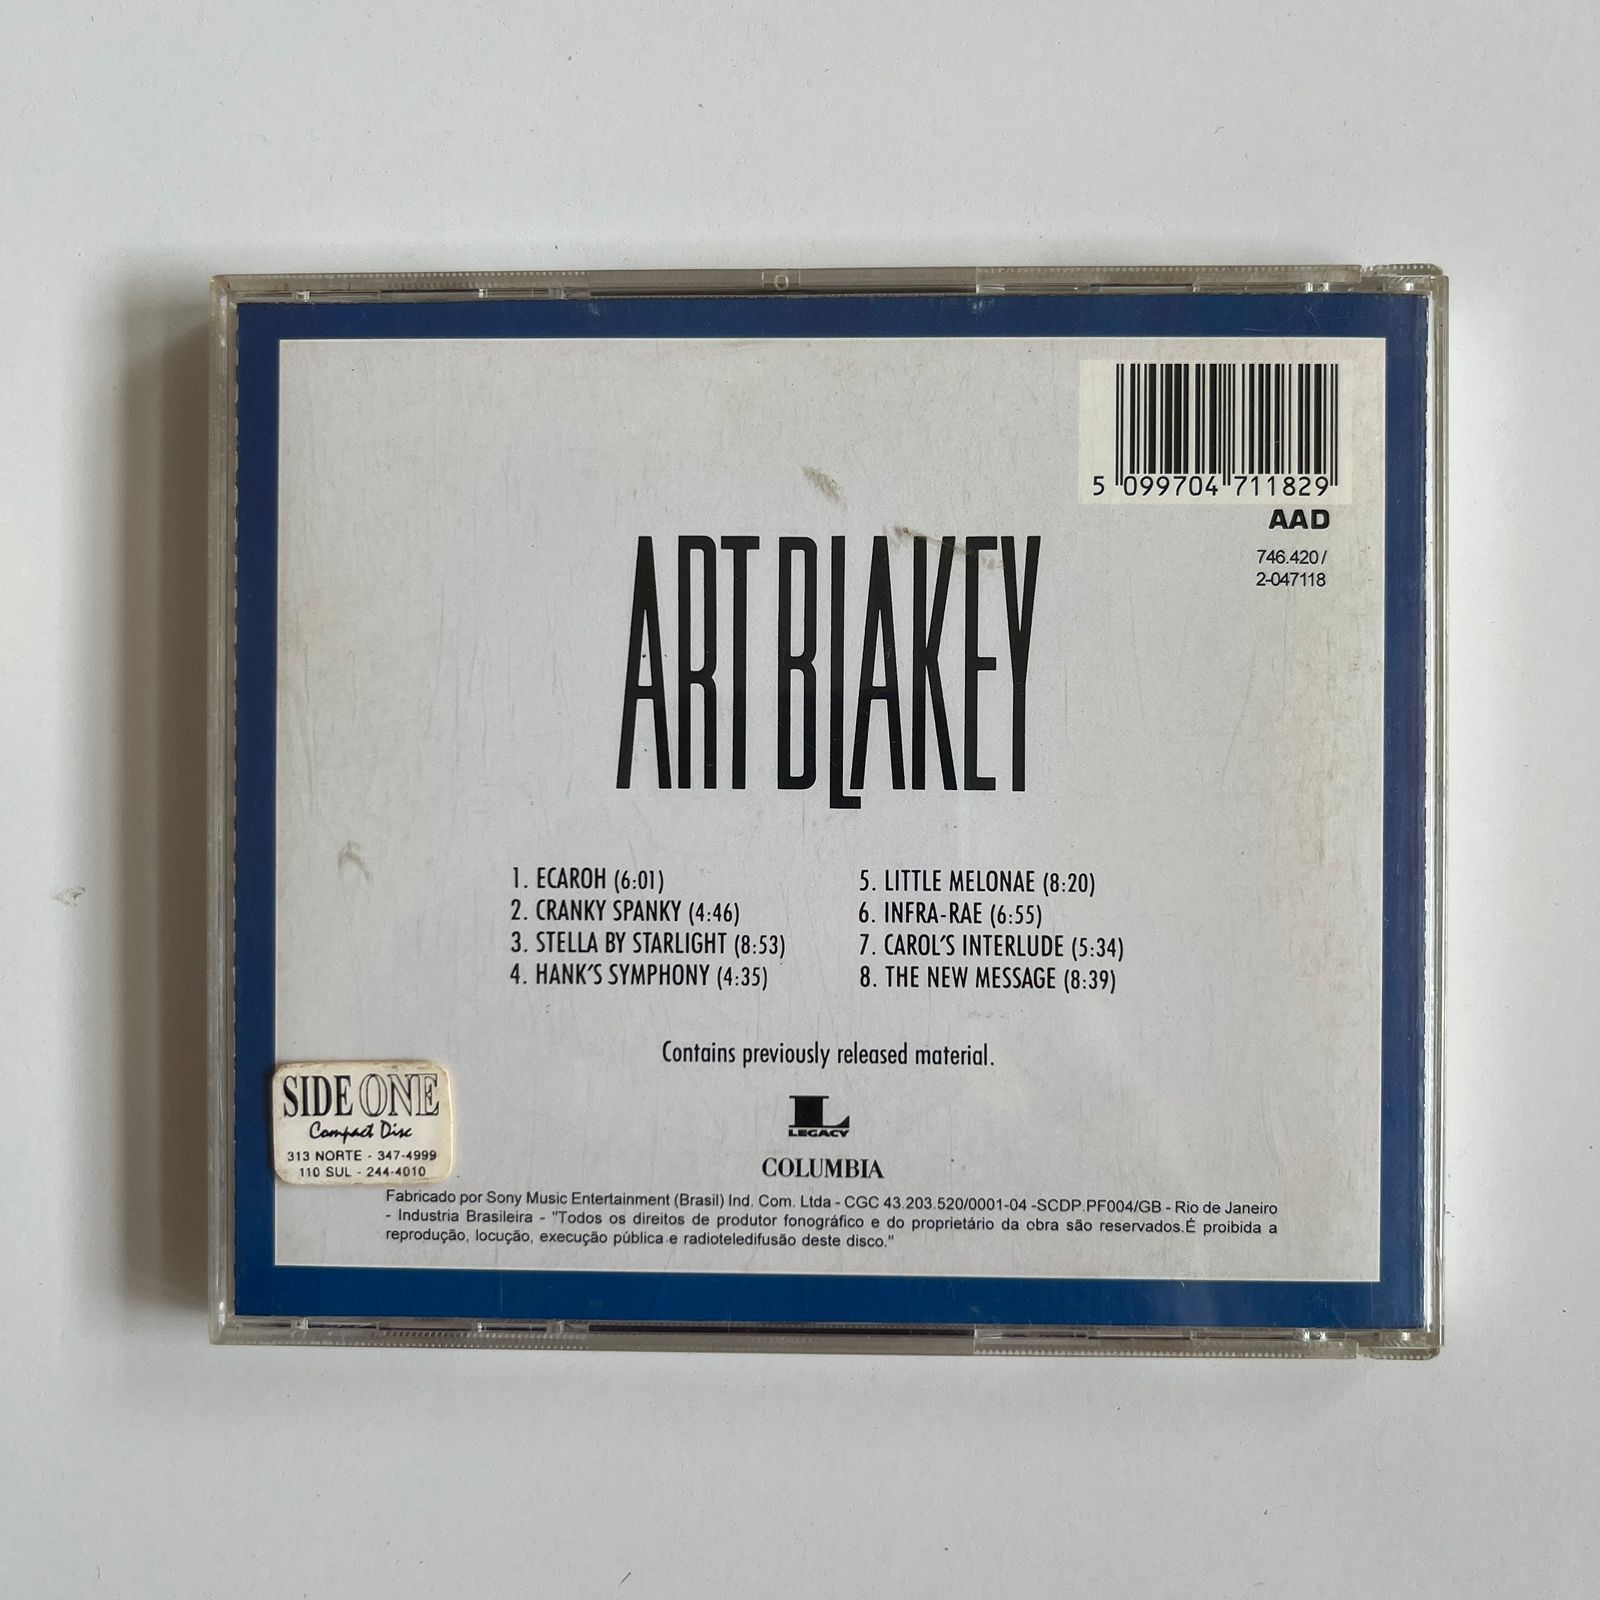 5 099704 711829
AAD
746.420/
2-047118
ART BLAKEY
1. ECAROH (6:01)
2. CRANKY SPANKY (4:46)
3. STELLA BY STARLIGHT (8:53)
4. HANK'S SYMPHONY (4:35)
5. LITTLE MELONAE (8:20)
6. INFRA-RAE (6:55)
7. CAROL'S INTERLUDE (5:34)
8. THE NEW MESSAGE (8:39)
Contains previously released material.
L
LEGACY
COLUMBIA
SIDE ONE
Compact Disc
313 NORTE - 347-4999
110 SUL - 244-4010
Fabricado por Sony Music Entertainment (Brasil) Ind. Com. Ltda - CGC 43.203.520/0001-04 -SCDP.PF004/GB - Rio de Janeiro
- Industria Brasileira - "Todos os direitos de produtor fonográfico e do proprietário da obra são reservados.É proibida a
reprodução, locução, execução pública e radioteledifusão deste disco."